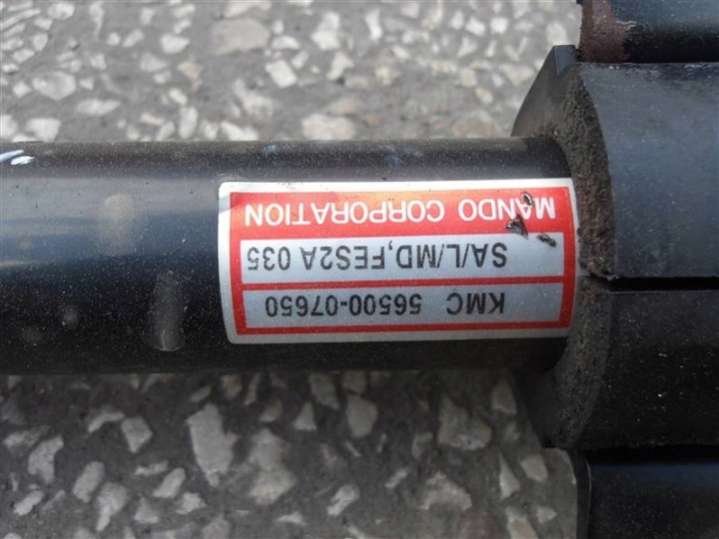 MANDO CORPORATION
SA/L/MD,FES2A 035
KMC 56500-07650